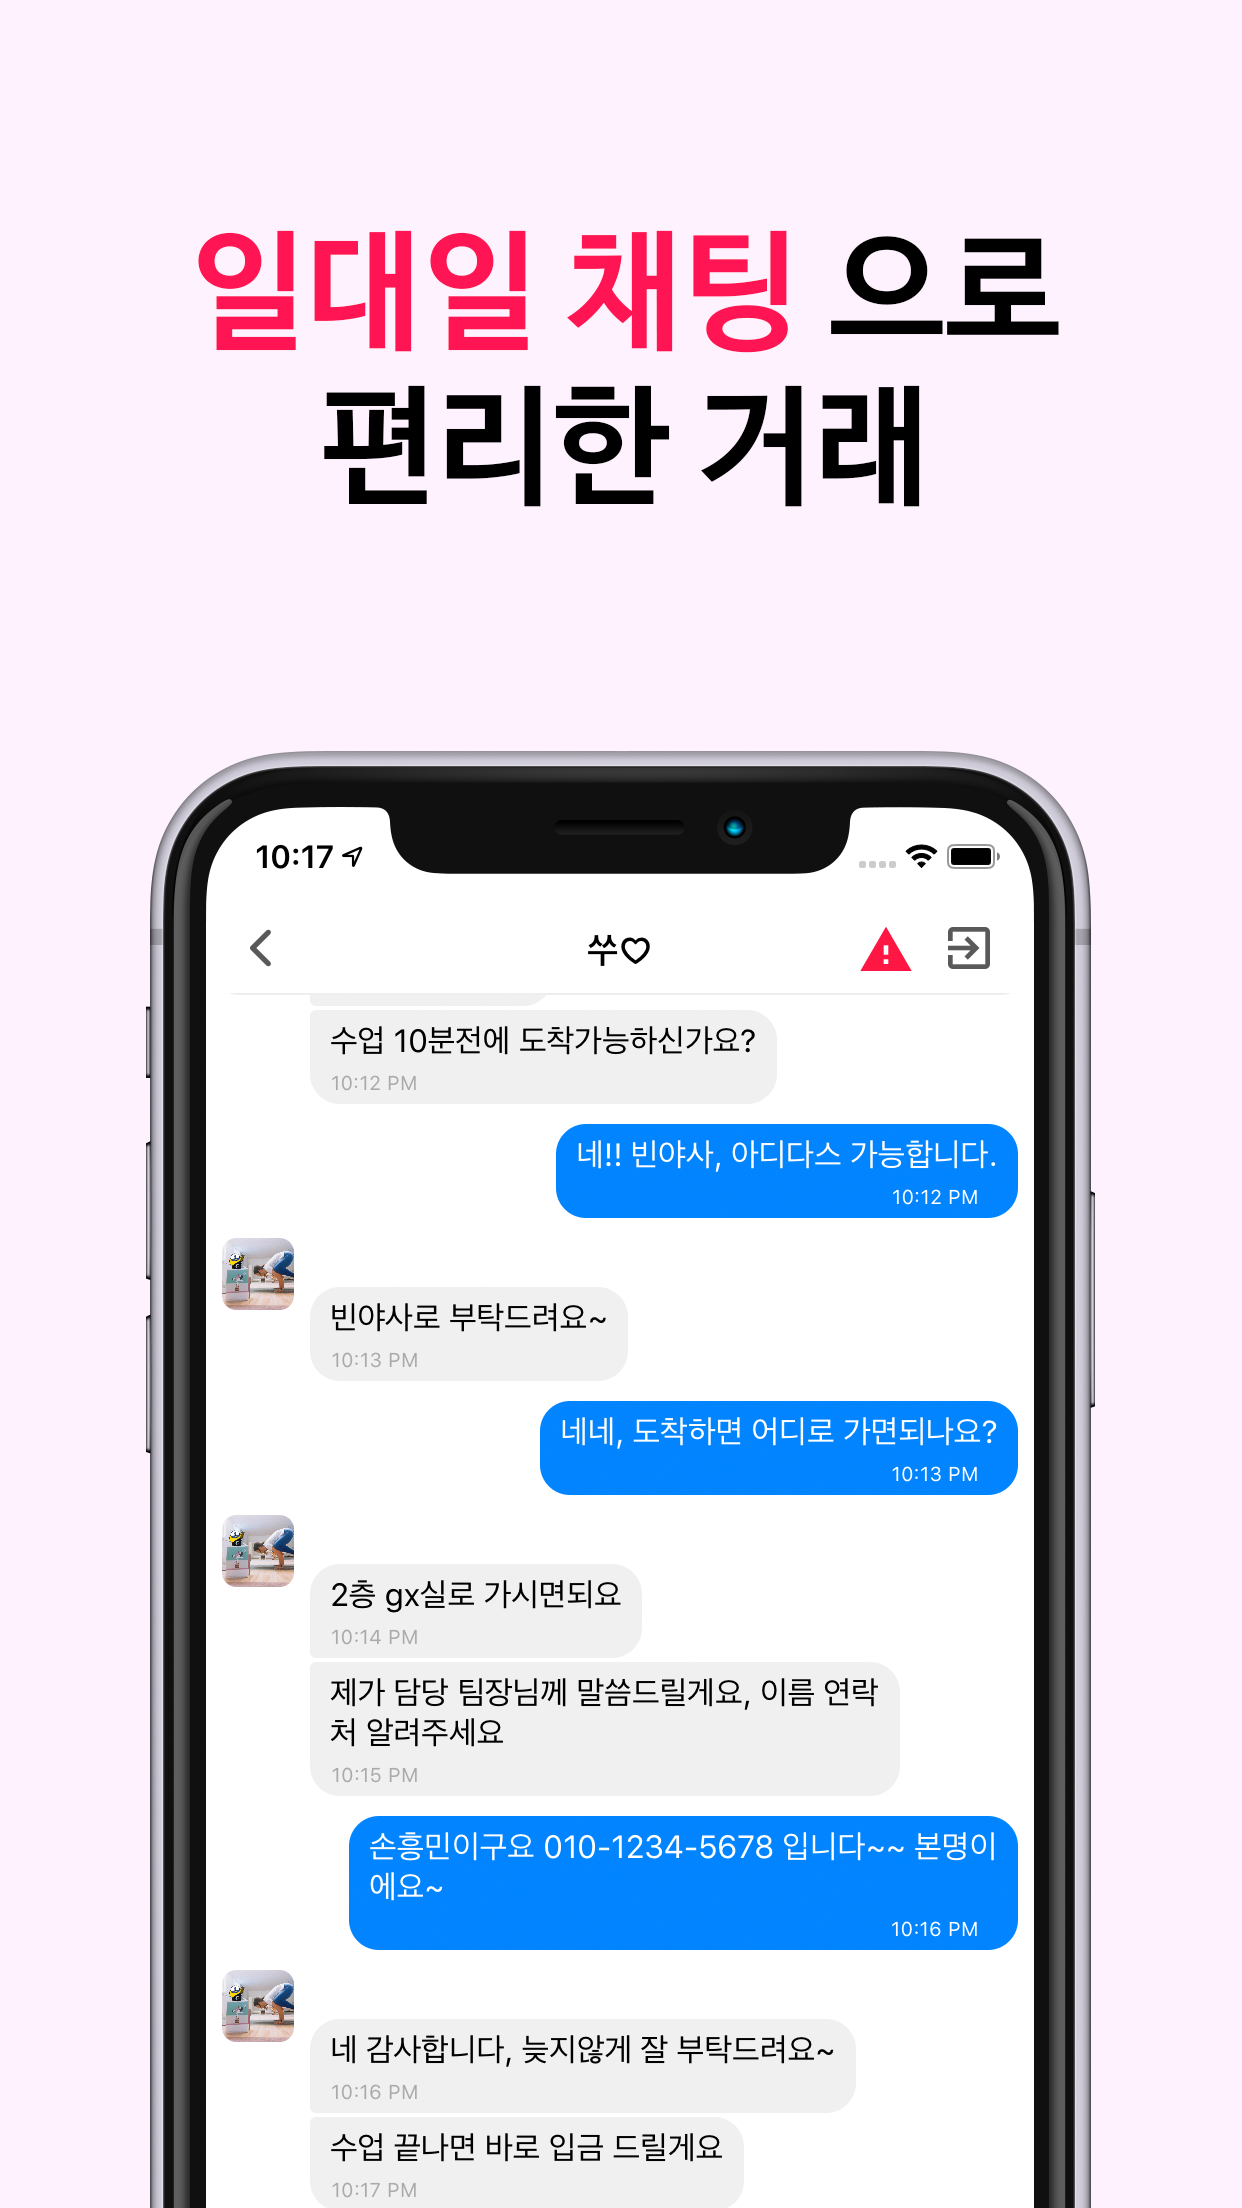 일대일 채팅 으로
편리한 거래
10:17
쑤♡
수업 10분전에 도착가능하신가요?
10:12 PM
네!! 빈야사, 아디다스 가능합니다.
10:12 PM
빈야사로 부탁드려요~
10:13 PM
네네, 도착하면 어디로 가면되나요?
10:13 PM
2층 gx실로 가시면되요
10:14 PM
제가 담당 팀장님께 말씀드릴게요, 이름 연락
처 알려주세요
10:15 PM
손흥민이구요 010-1234-5678 입니다~~ 본명이
에요~
10:16 PM
네 감사합니다, 늦지않게 잘 부탁드려요~
10:16 PM
수업 끝나면 바로 입금 드릴게요
10:17 PM